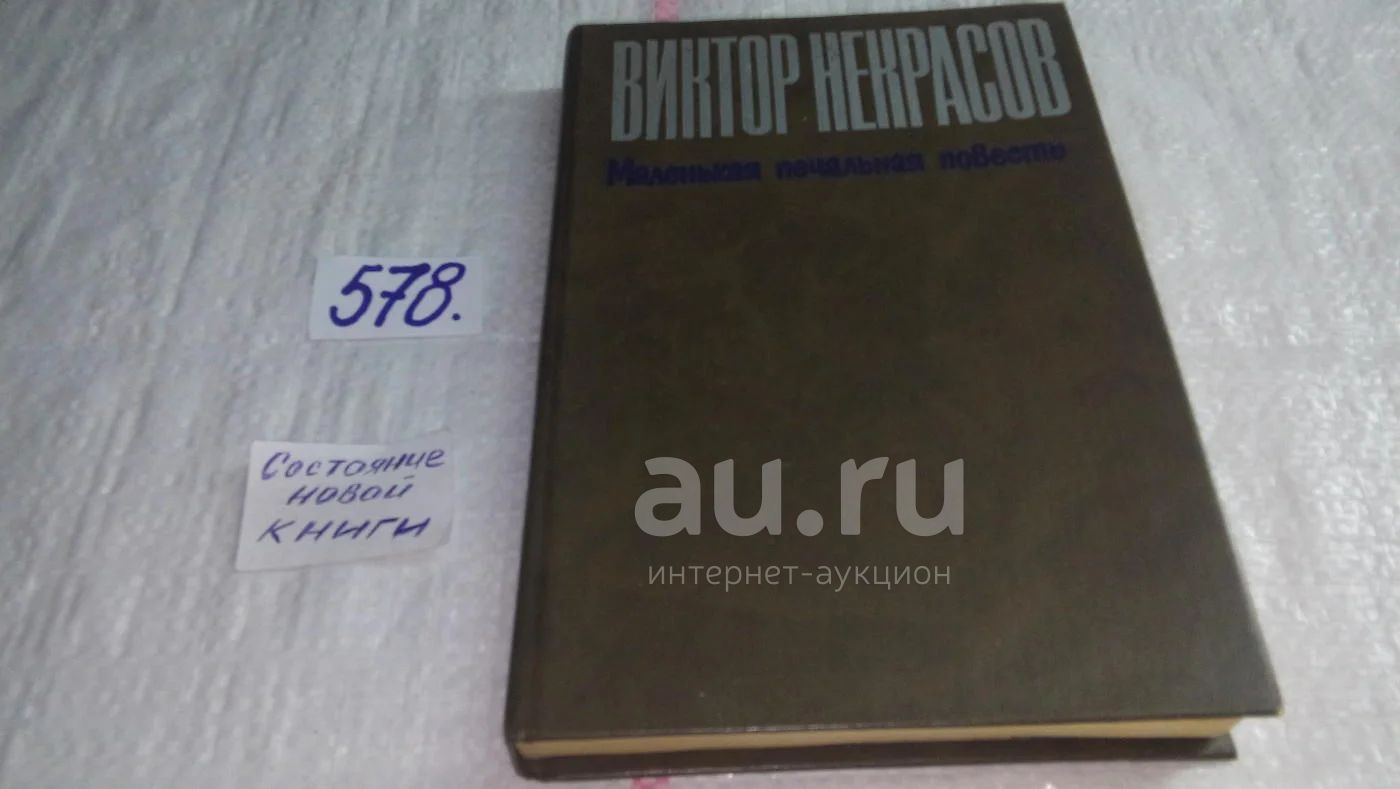 ВИКТОР НЕКРАСОВ
Маленькая печальная повесть
578.
Состояние
новой
книги
au.ru
интернет-аукцион